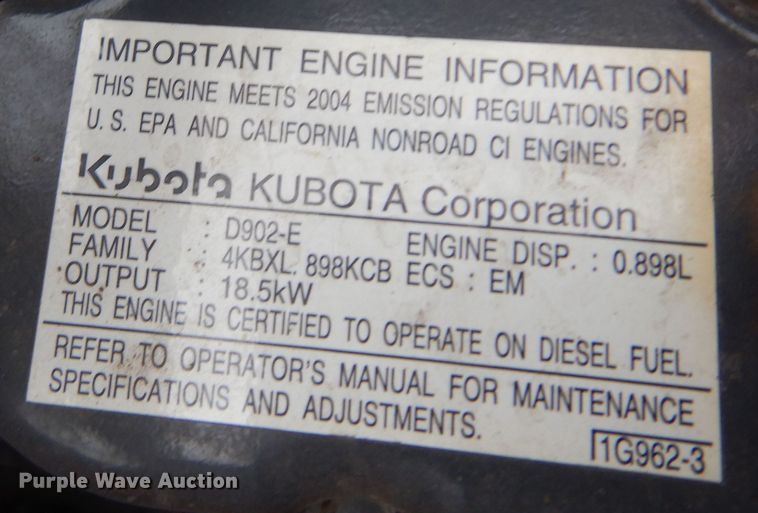 IMPORTANT ENGINE INFORMATION
THIS ENGINE MEETS 2004 EMISSION REGULATIONS FOR
U. S. EPA AND CALIFORNIA NONROAD CI ENGINES.
Kubota KUBOTA Corporation
MODEL : D902-E ENGINE DISP. : 0.898L
FAMILY : 4KBXL. 898KCB ECS : EM
OUTPUT : 18.5kW
THIS ENGINE IS CERTIFIED TO OPERATE ON DIESEL FUEL.
REFER TO OPERATOR'S MANUAL FOR MAINTENANCE
SPECIFICATIONS AND ADJUSTMENTS.
1G962-3
Purple Wave Auction